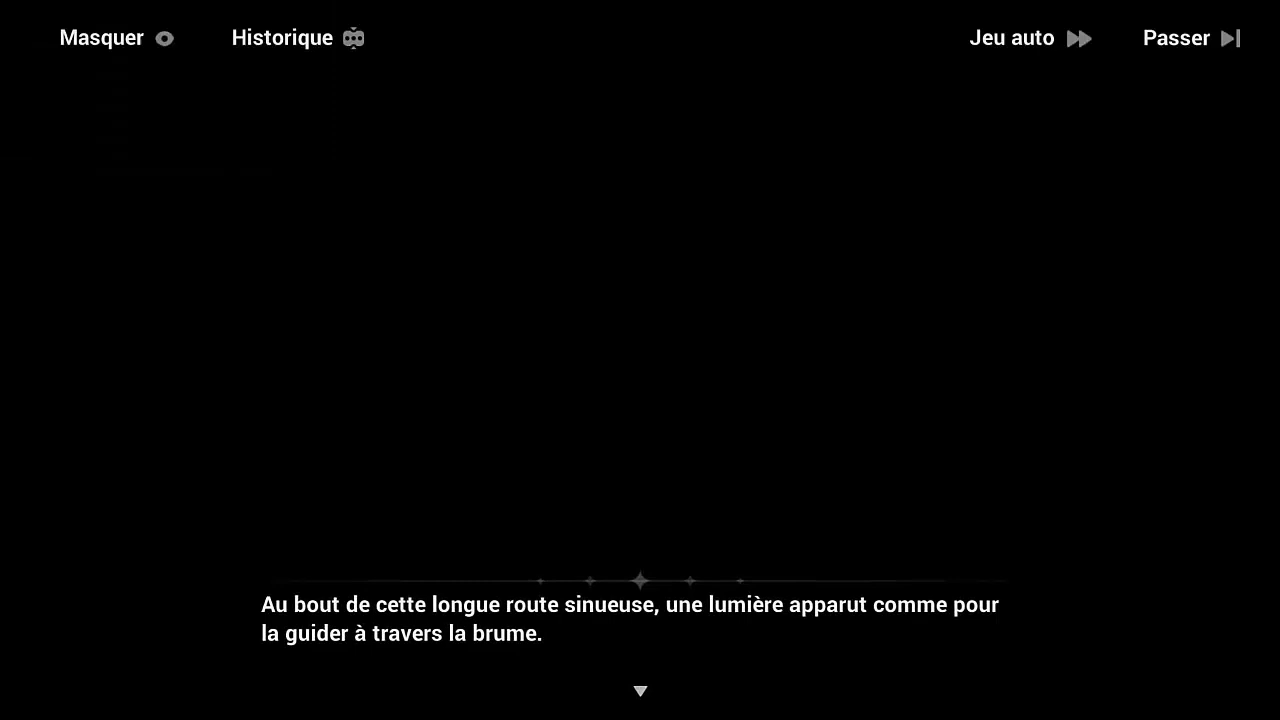 Masquer Historique Jeu auto Passer
Au bout de cette longue route sinueuse, une lumière apparut comme pour
la guider à travers la brume.